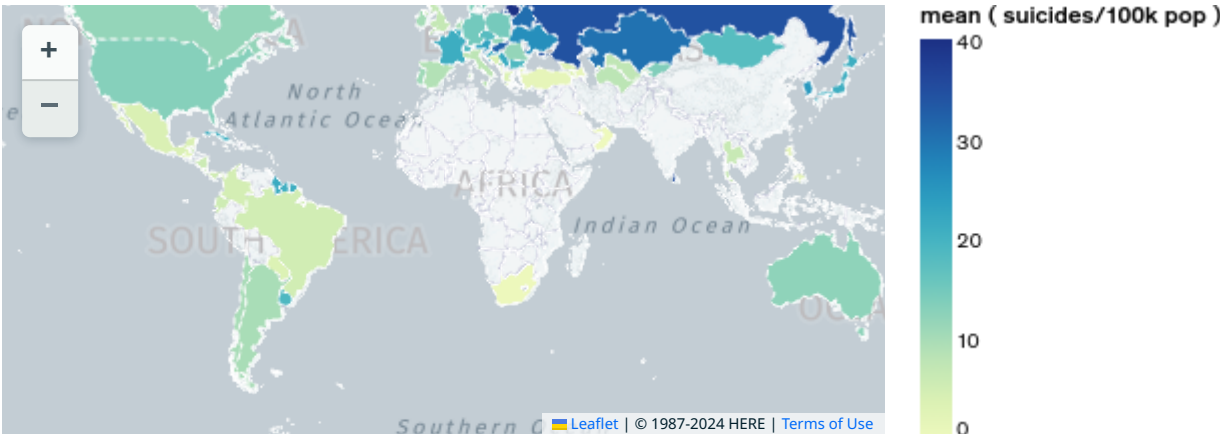 mean ( suicides/100k pop )
+
−
North
Atlantic Ocea
AFRICA
Indian Ocean
SOUTH
ERICA
Southern O
Leaflet | © 1987-2024 HERE | Terms of Use
40
30
20
10
0